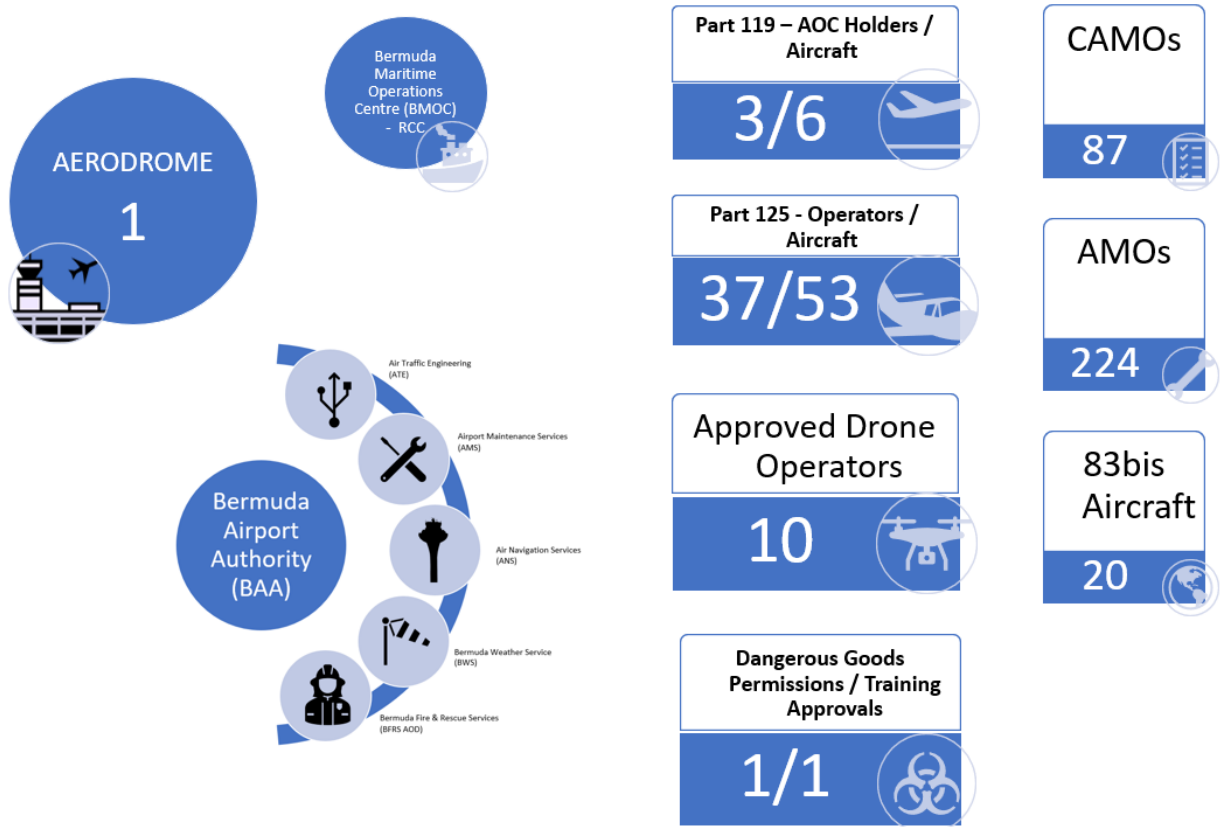 AERODROME
1
Bermuda
Maritime
Operations
Centre (BMOC)
- RCC
Bermuda
Airport
Authority
(BAA)
Air Traffic Engineering
(ATE)
Airport Maintenance Services
(AMS)
Air Navigation Services
(ANS)
Bermuda Weather Service
(BWS)
Bermuda Fire & Rescue Services
(BFRS AOD)
Part 119 – AOC Holders /
Aircraft
3/6
Part 125 - Operators /
Aircraft
37/53
Approved Drone
Operators
10
Dangerous Goods
Permissions / Training
Approvals
1/1
CAMOs
87
AMOs
224
83bis
Aircraft
20